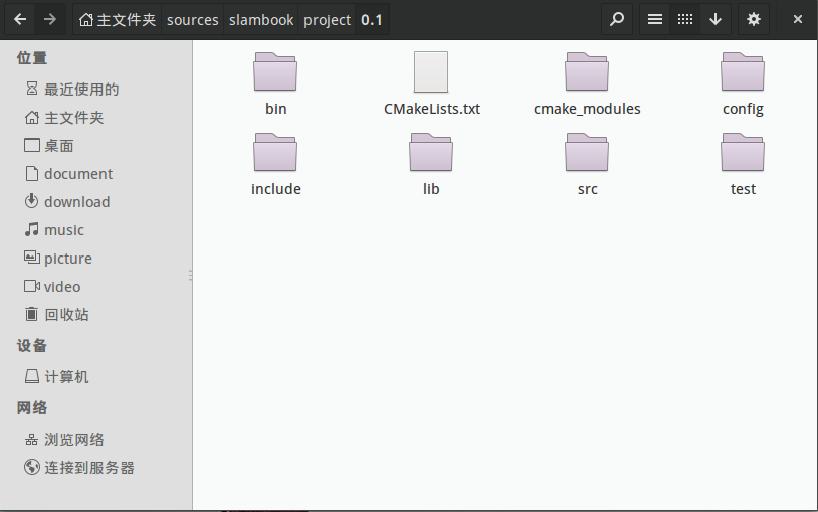 主文件夹 sources slambook project 0.1
位置
最近使用的
主文件夹
桌面
document
download
music
picture
video
回收站
设备
计算机
网络
浏览网络
连接到服务器
bin CMakeLists.txt cmake_modules config
include lib src test